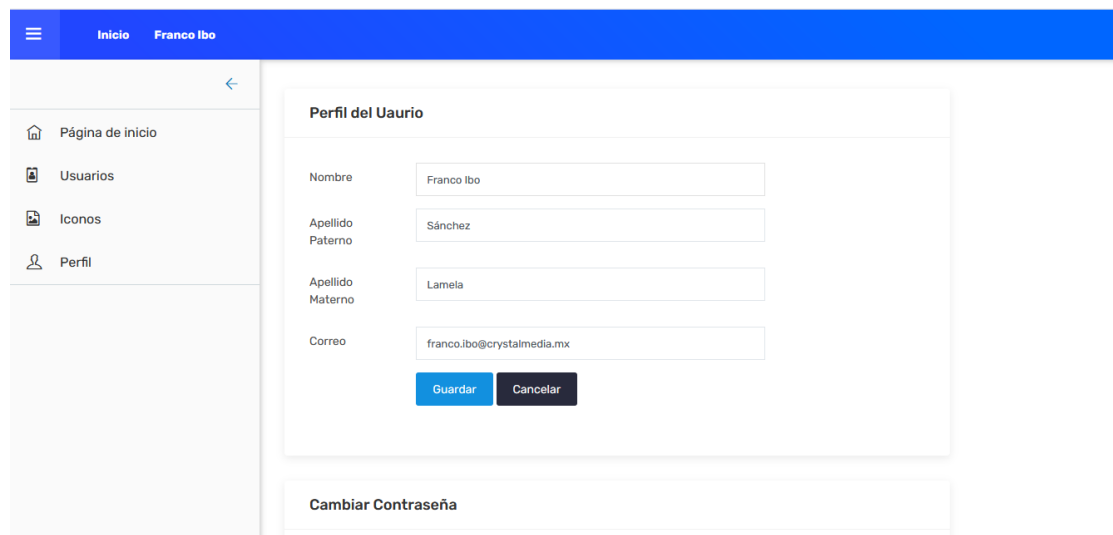 Inicio Franco Ibo
Página de inicio
Usuarios
Iconos
Perfil
Perfil del Uaurio
Nombre Franco Ibo
Apellido
Paterno Sánchez
Apellido
Materno Lamela
Correo franco.ibo@crystalmedia.mx
Guardar Cancelar
Cambiar Contraseña